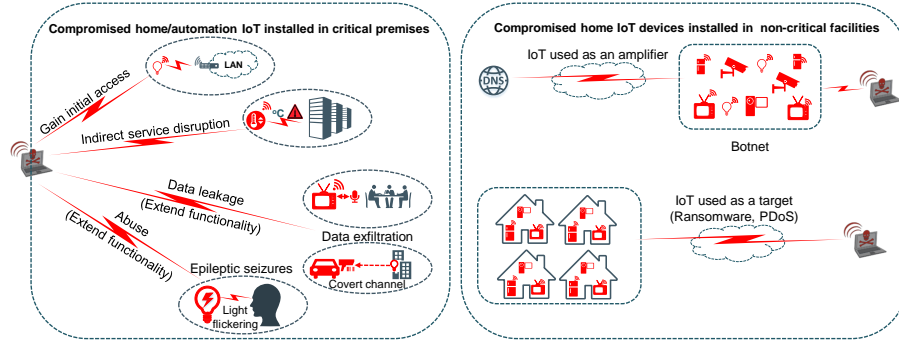 Compromised home/automation IoT installed in critical premises
LAN
Gain initial access
°C
Indirect service disruption
Data leakage
(Extend functionality)
Data exfiltration
Abuse
(Extend functionality)
Covert channel
Epileptic seizures
Light
flickering
Compromised home IoT devices installed in non-critical facilities
IoT used as an amplifier
DNS
Botnet
IoT used as a target
(Ransomware, PDoS)